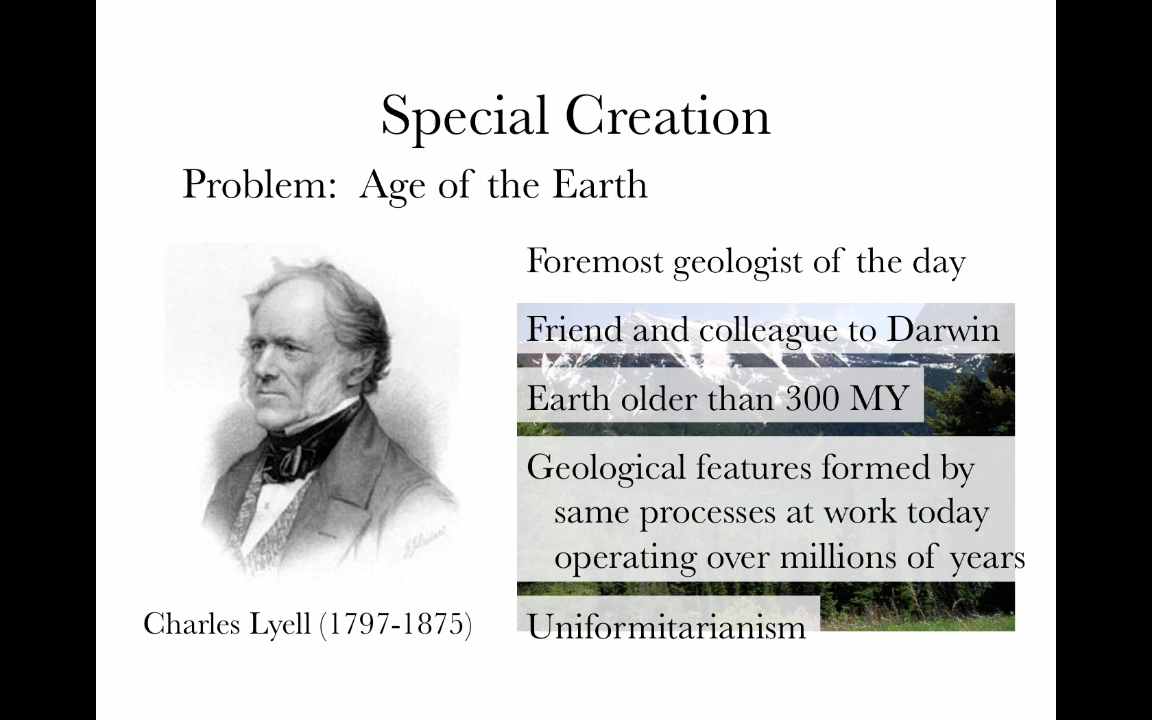 Special Creation
Problem: Age of the Earth
Foremost geologist of the day
Friend and colleague to Darwin
Earth older than 300 MY
Geological features formed by
same processes at work today
operating over millions of years
Uniformitarianism
Charles Lyell (1797-1875)